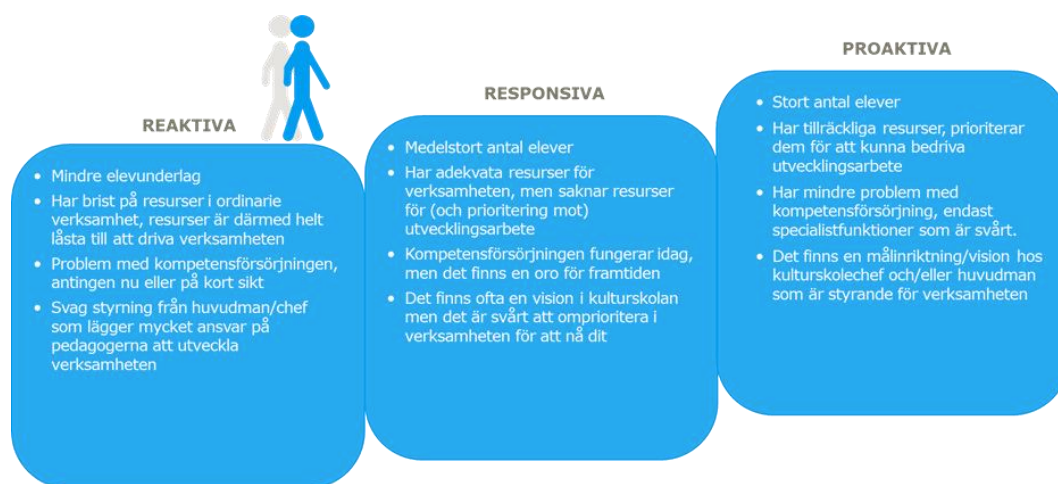 REAKTIVA
• Mindre elevunderlag
• Har brist på resurser i ordinarie
verksamhet, resurser är därmed helt
låsta till att driva verksamheten
• Problem med kompetensförsörjningen,
antingen nu eller på kort sikt
• Svag styrning från huvudman/chef
som lägger mycket ansvar på
pedagogerna att utveckla
verksamheten
RESPONSIVA
• Medelstort antal elever
• Har adekvata resurser för
verksamheten, men saknar resurser
för (och prioritering mot)
utvecklingsarbete
• Kompetensförsörjningen fungerar idag,
men det finns en oro för framtiden
• Det finns ofta en vision i kulturskolan
men det är svårt att omprioritera i
verksamheten för att nå dit
PROAKTIVA
• Stort antal elever
• Har tillräckliga resurser, prioriterar
dem för att kunna bedriva
utvecklingsarbete
• Har mindre problem med
kompetensförsörjning, endast
specialistfunktioner som är svårt.
• Det finns en målinriktning/vision hos
kulturskolechef och/eller huvudman
som är styrande för verksamheten